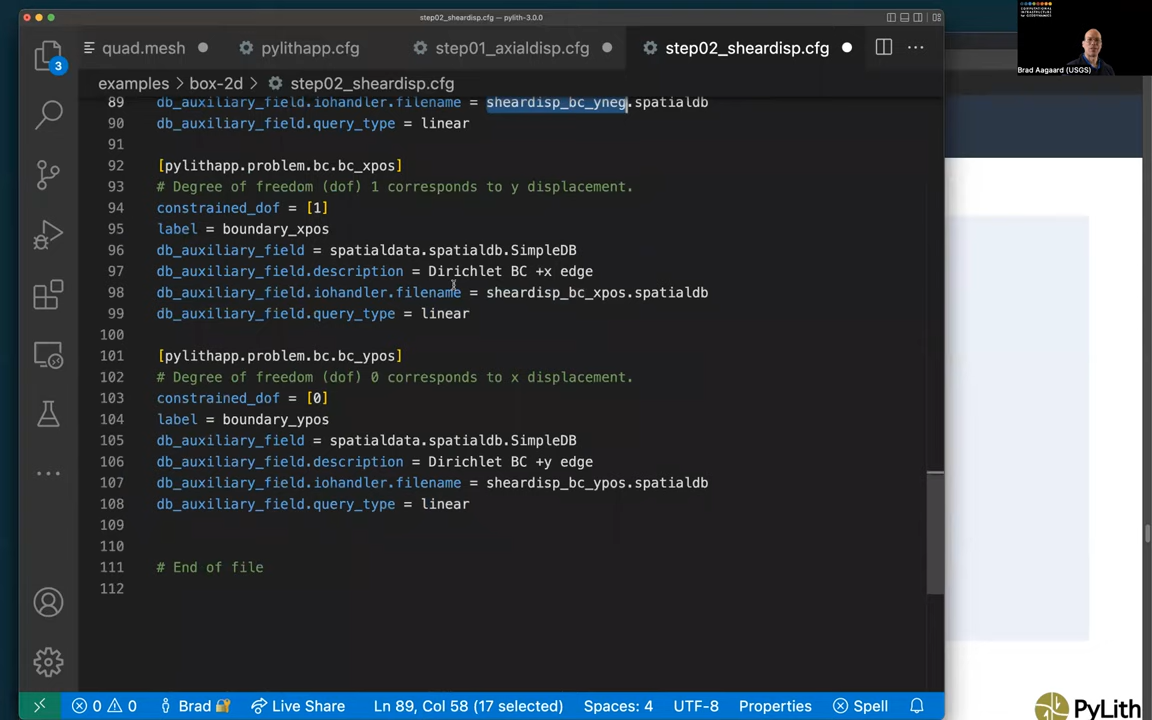 step02_sheardisp.cfg — pylith-3.0.0
quad.mesh
pylithapp.cfg
step01_axialdisp.cfg
step02_sheardisp.cfg
examples > box-2d > step02_sheardisp.cfg
3
Brad Aagaard (USGS)
89 db_auxiliary_field.iohandler.filename = sheardisp_bc_yneg.spatialdb
90 db_auxiliary_field.query_type = linear
91
92 [pylithapp.problem.bc.bc_xpos]
93 # Degree of freedom (dof) 1 corresponds to y displacement.
94 constrained_dof = [1]
95 label = boundary_xpos
96 db_auxiliary_field = spatialdata.spatialdb.SimpleDB
97 db_auxiliary_field.description = Dirichlet BC +x edge
98 db_auxiliary_field.iohandler.filename = sheardisp_bc_xpos.spatialdb
99 db_auxiliary_field.query_type = linear
100
101 [pylithapp.problem.bc.bc_ypos]
102 # Degree of freedom (dof) 0 corresponds to x displacement.
103 constrained_dof = [0]
104 label = boundary_ypos
105 db_auxiliary_field = spatialdata.spatialdb.SimpleDB
106 db_auxiliary_field.description = Dirichlet BC +y edge
107 db_auxiliary_field.iohandler.filename = sheardisp_bc_ypos.spatialdb
108 db_auxiliary_field.query_type = linear
109
110
111 # End of file
112
0 0 Brad Live Share Ln 89, Col 58 (17 selected) Spaces: 4 UTF-8 Properties Spell
PyLith